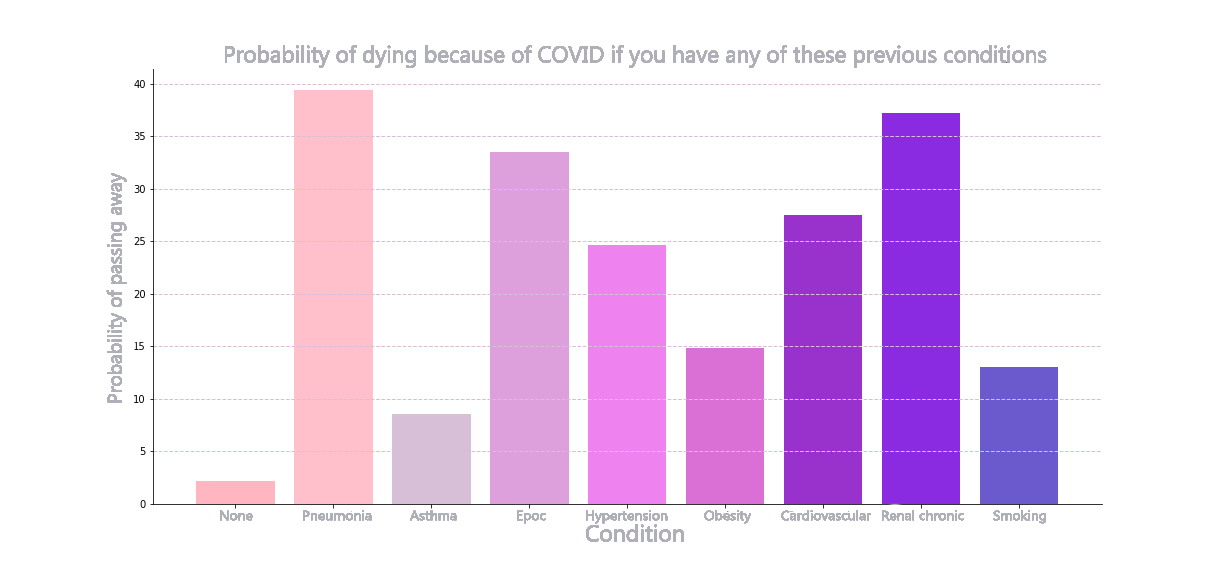 Probability of dying because of COVID if you have any of these previous conditions
Probability of passing away
40
35
30
25
20
15
10
5
0
None Pneumonia Asthma Epoc Hypertension Obesity Cardiovascular Renal chronic Smoking
Condition